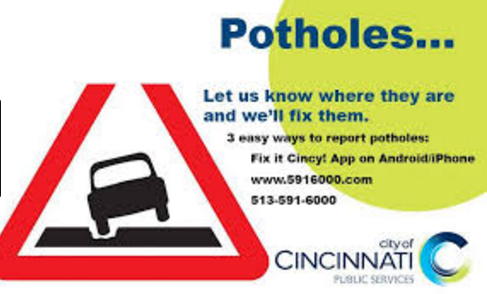 Potholes...
Let us know where they are
and we'll fix them.
3 easy ways to report potholes:
Fix it Cincy! App on Android/iPhone
www.5916000.com
513-591-6000
city of
CINCINNATI
PUBLIC SERVICES